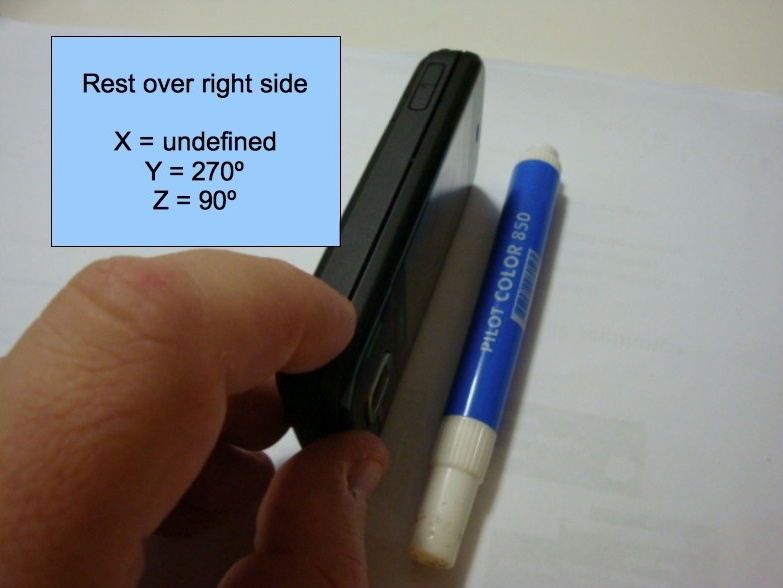 Rest over right side
X = undefined
Y = 270º
Z = 90º
PILOT COLOR 850